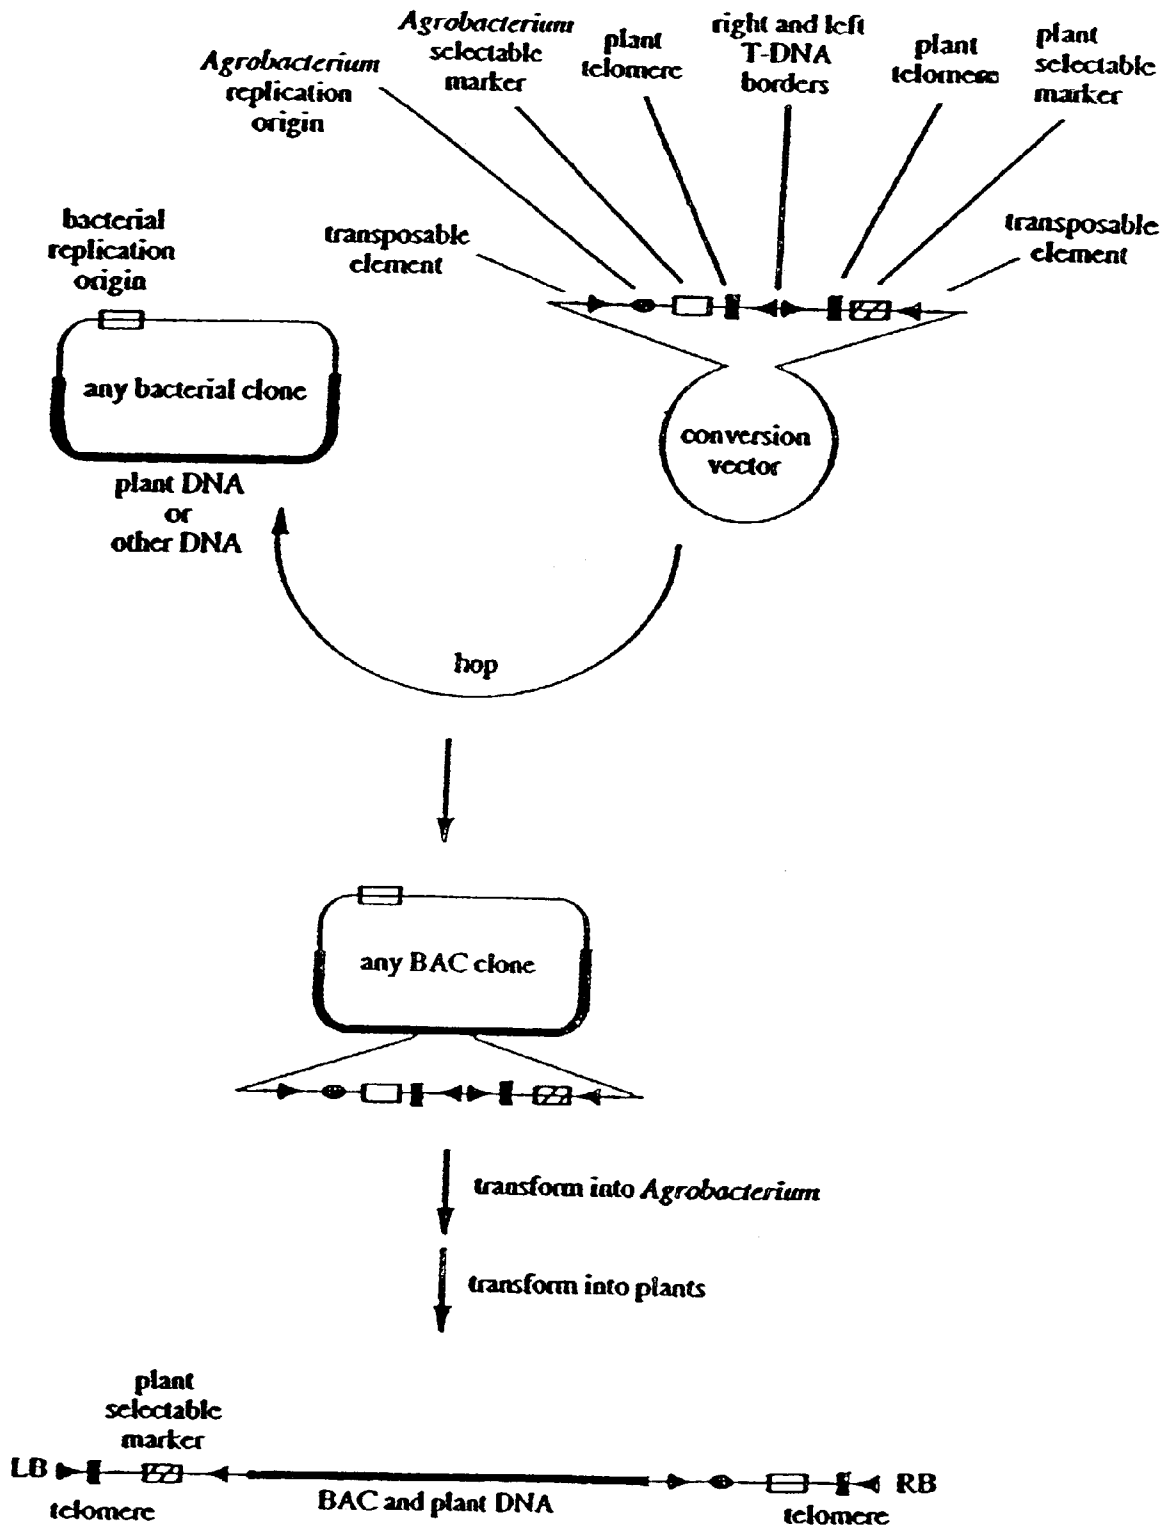 Agrobacterium
replication
origin
Agrobacterium
selectable
marker
plant
telomere
right and left
T-DNA
borders
plant
telomere
plant
selectable
marker
bacterial
replication
origin
transposable
element
transposable
element
any bacterial clone
conversion
vector
plant DNA
or
other DNA
hop
any BAC clone
transform into Agrobacterium
transform into plants
plant
selectable
marker
LB
RB
telomere
BAC and plant DNA
telomere